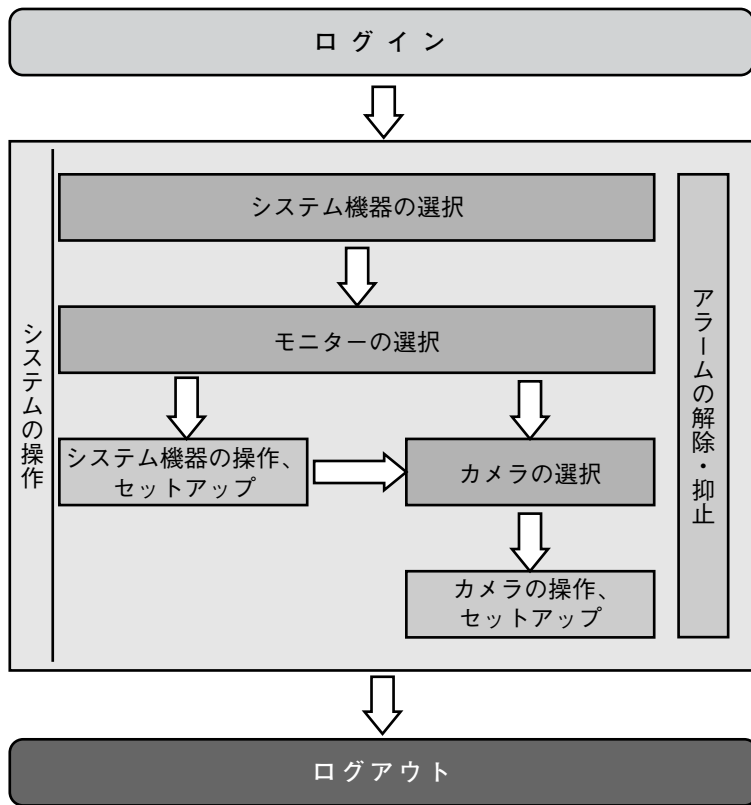 ログイン
システムの操作
システム機器の選択
モニターの選択
システム機器の操作、
セットアップ
カメラの選択
カメラの操作、
セットアップ
アラームの解除・抑止
ログアウト